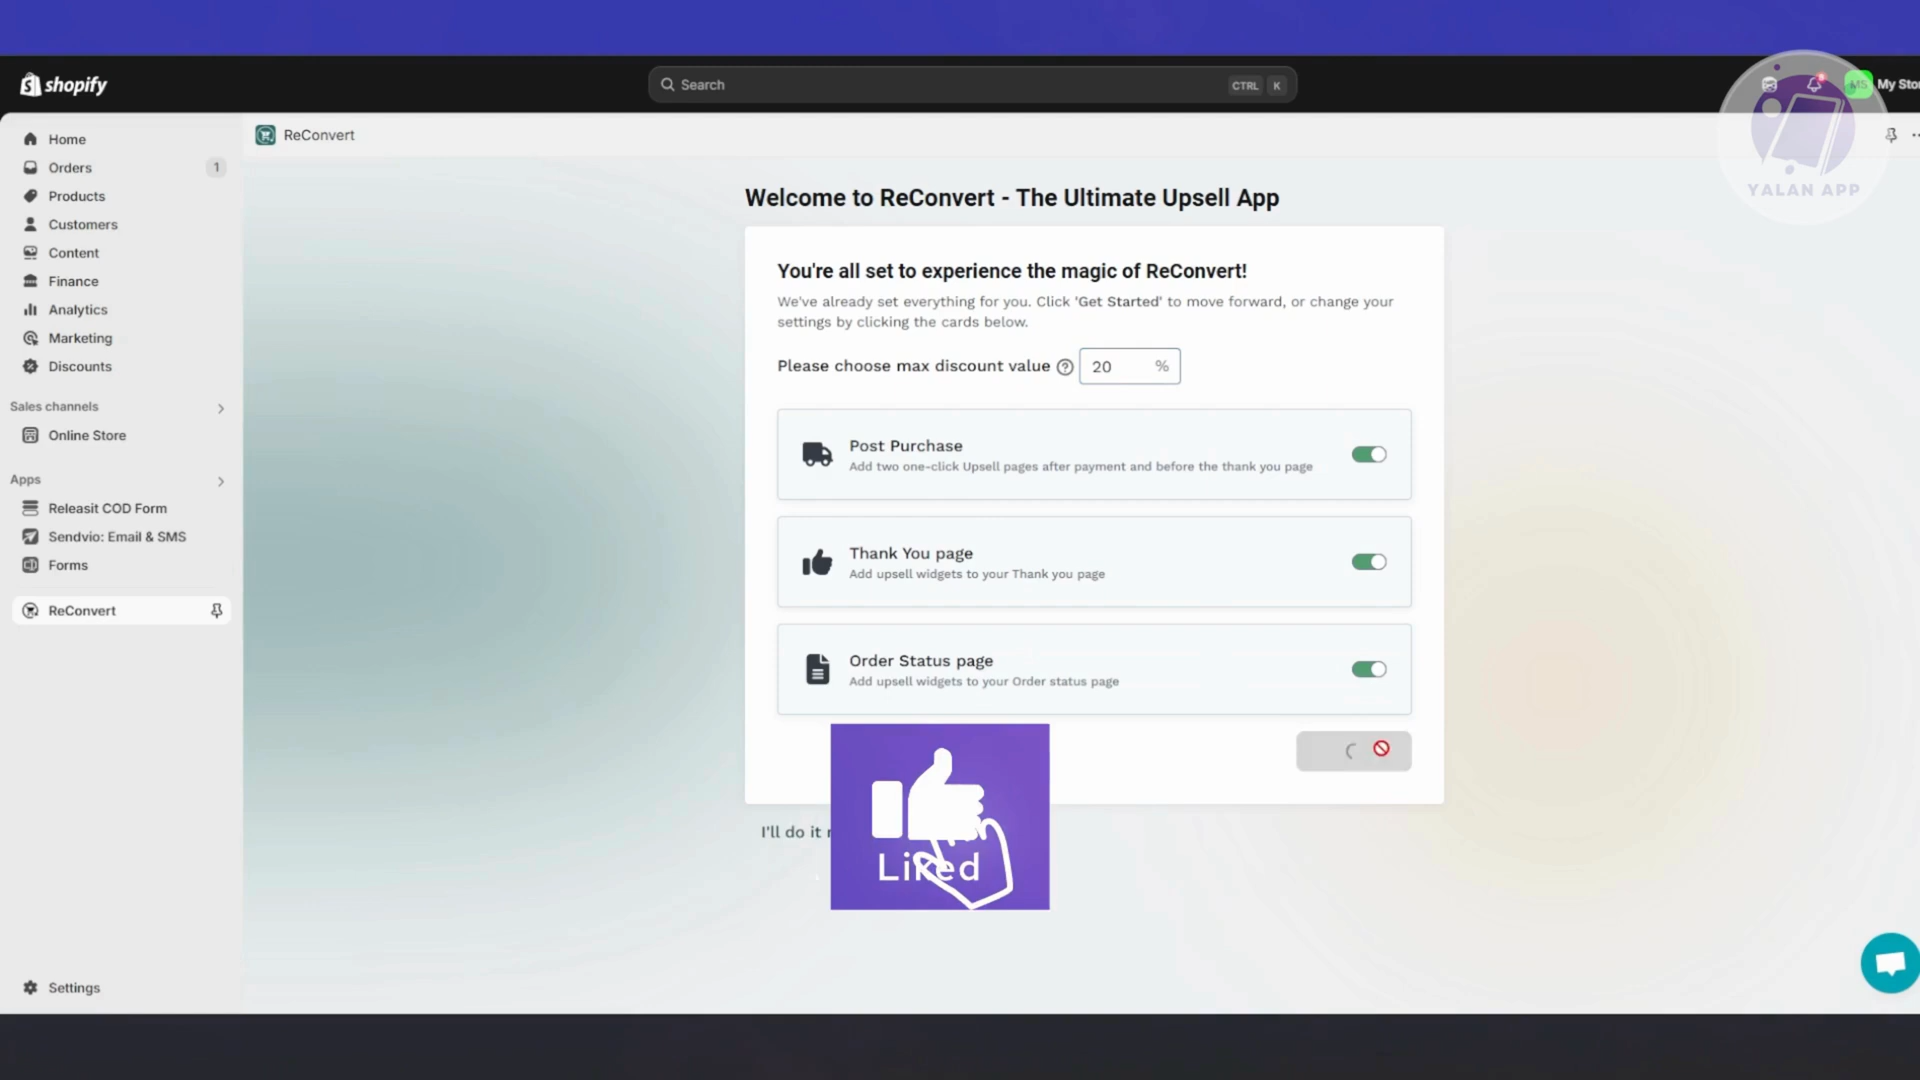 shopify
Search
CTRL K
MS
My Sto
YALAN APP
Home
Orders 1
Products
Customers
Content
Finance
Analytics
Marketing
Discounts
Sales channels
Online Store
Apps
Releasit COD Form
Sendvio: Email & SMS
Forms
ReConvert
Settings
ReConvert
Welcome to ReConvert - The Ultimate Upsell App
You're all set to experience the magic of ReConvert!
We've already set everything for you. Click 'Get Started' to move forward, or change your
settings by clicking the cards below.
Please choose max discount value ? 20 %
Post Purchase
Add two one-click Upsell pages after payment and before the thank you page
Thank You page
Add upsell widgets to your Thank you page
Order Status page
Add upsell widgets to your Order status page
I'll do it
Liked